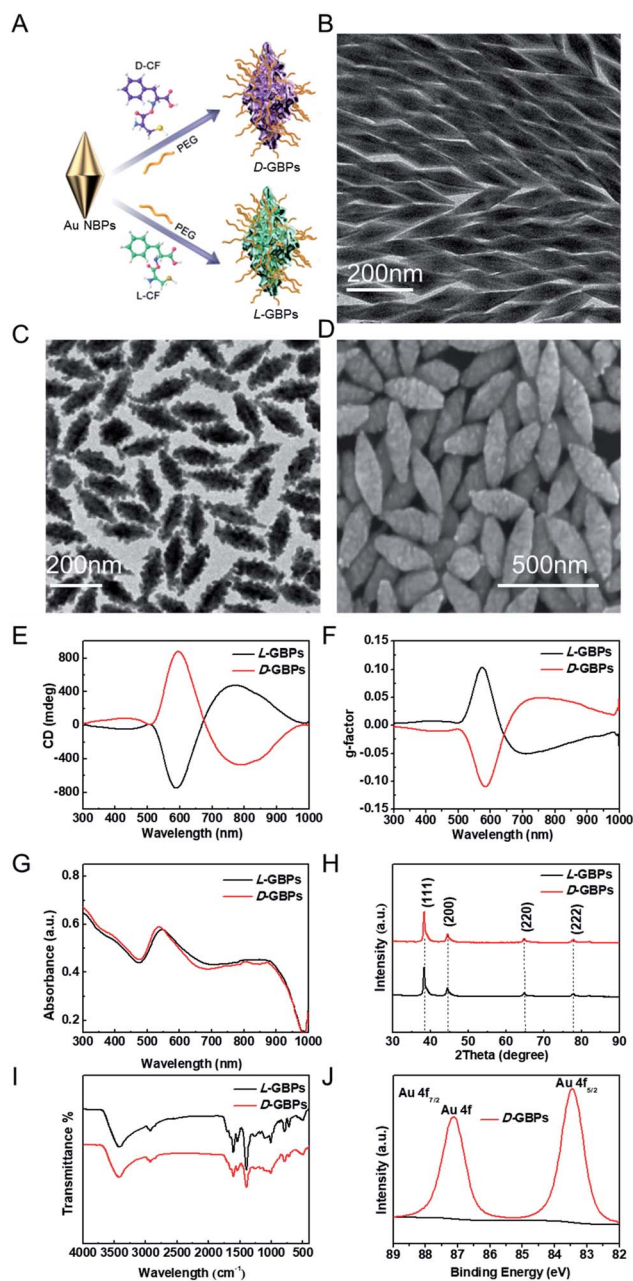 A
D-CF
PEG
D-GBPs
Au NBPs
PEG
L-CF
L-GBPs
B
200nm
C
200nm
D
500nm
E
L-GBPs
D-GBPs
CD (mdeg)
800
400
0
-400
-800
300 400 500 600 700 800 900 1000
Wavelength (nm)
F
L-GBPs
D-GBPs
g-factor
0.15
0.10
0.05
0.00
-0.05
-0.10
-0.15
300 400 500 600 700 800 900 1000
Wavelength (nm)
G
L-GBPs
D-GBPs
Absorbance (a.u.)
0.8
0.6
0.4
0.2
300 400 500 600 700 800 900 1000
Wavelength (nm)
H
L-GBPs
D-GBPs
(111)
(200)
(220)
(222)
Intensity (a.u.)
30 40 50 60 70 80 90
2Theta (degree)
I
L-GBPs
D-GBPs
Transmittance %
4000 3500 3000 2500 2000 1500 1000 500
Wavelength (cm-1)
J
Au 4f7/2
Au 4f
Au 4f5/2
D-GBPs
Intensity (a.u.)
89 88 87 86 85 84 83 82
Binding Energy (eV)